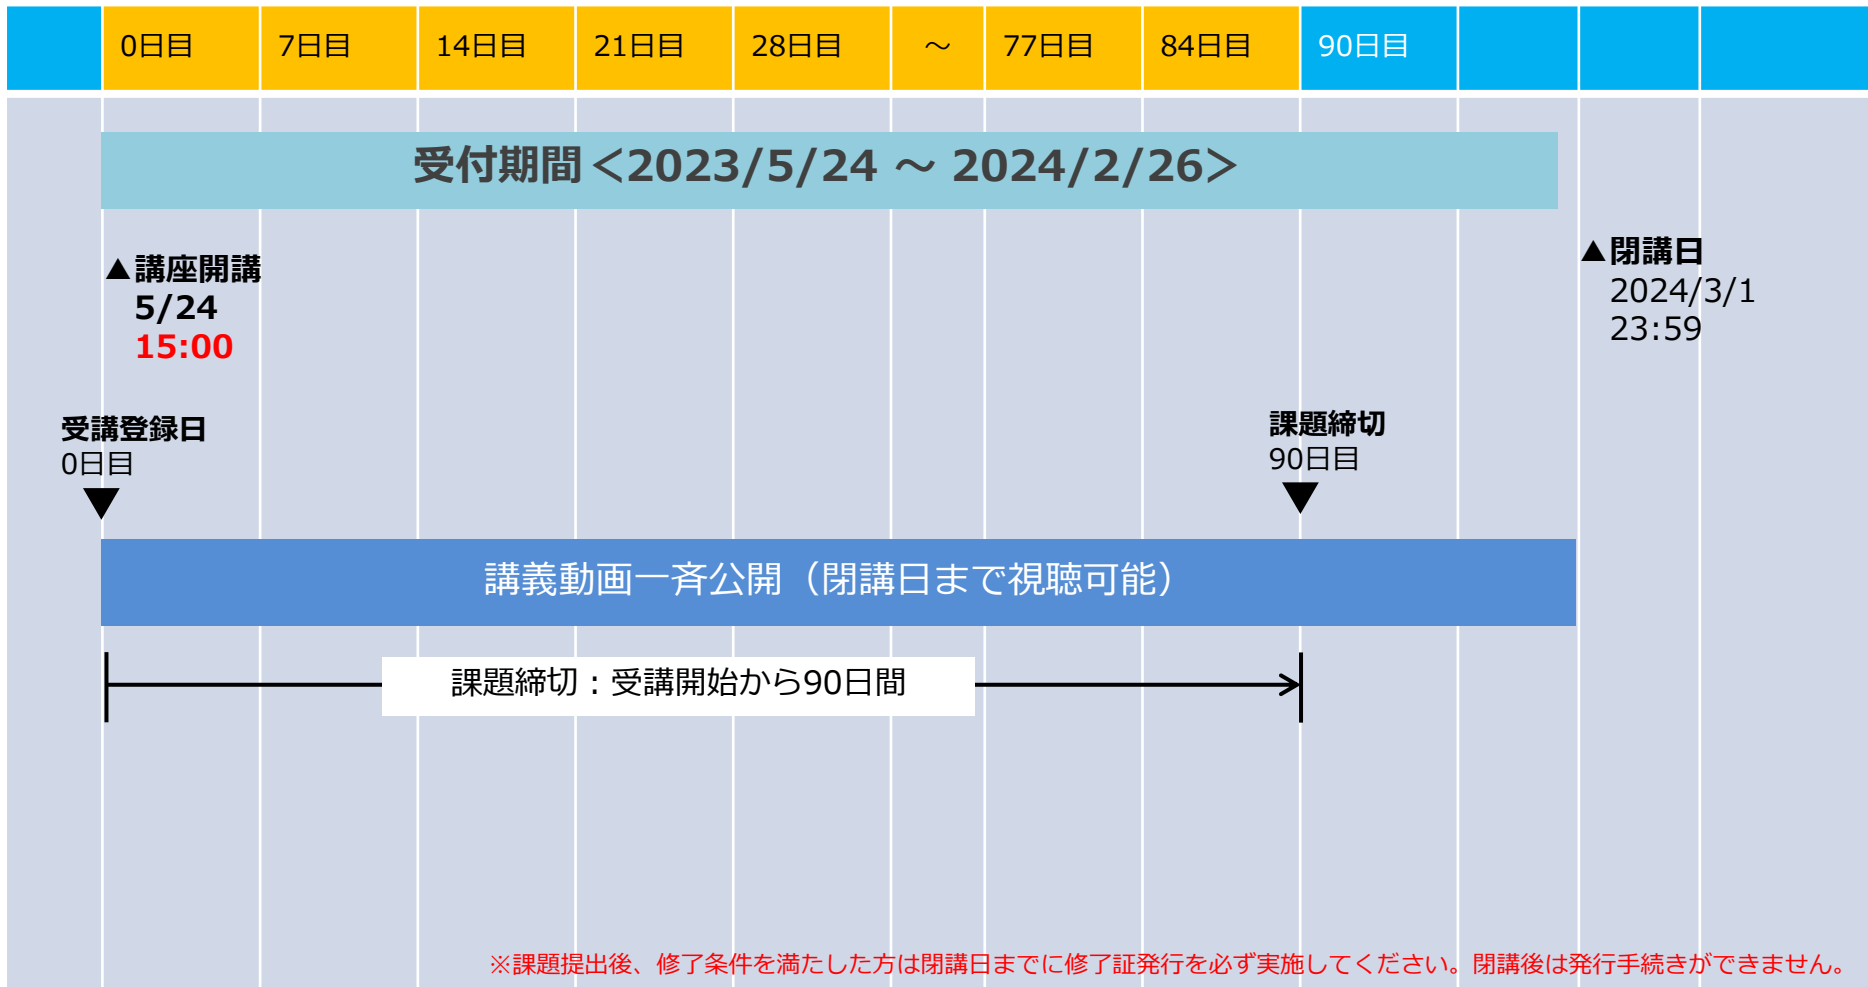 0日目 7日目 14日目 21日目 28日目 ～ 77日目 84日目 90日目
受付期間＜2023/5/24 ～ 2024/2/26＞
▲講座開講
5/24
15:00
▲閉講日
2024/3/1
23:59
受講登録日
0日目
課題締切
90日目
講義動画一斉公開（閉講日まで視聴可能）
課題締切：受講開始から90日間
※課題提出後、修了条件を満たした方は閉講日までに修了証発行を必ず実施してください。閉講後は発行手続きができません。